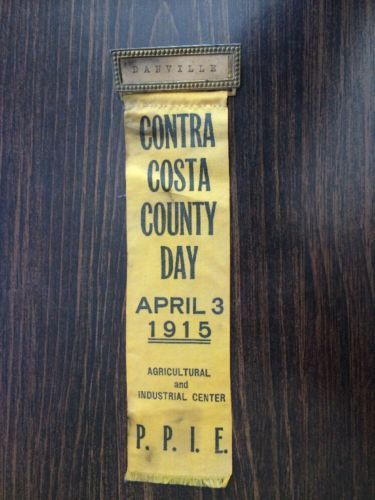 DANVILLE
CONTRA
COSTA
COUNTY
DAY
APRIL 3
1915
AGRICULTURAL
and
INDUSTRIAL CENTER
P. P. I. E.